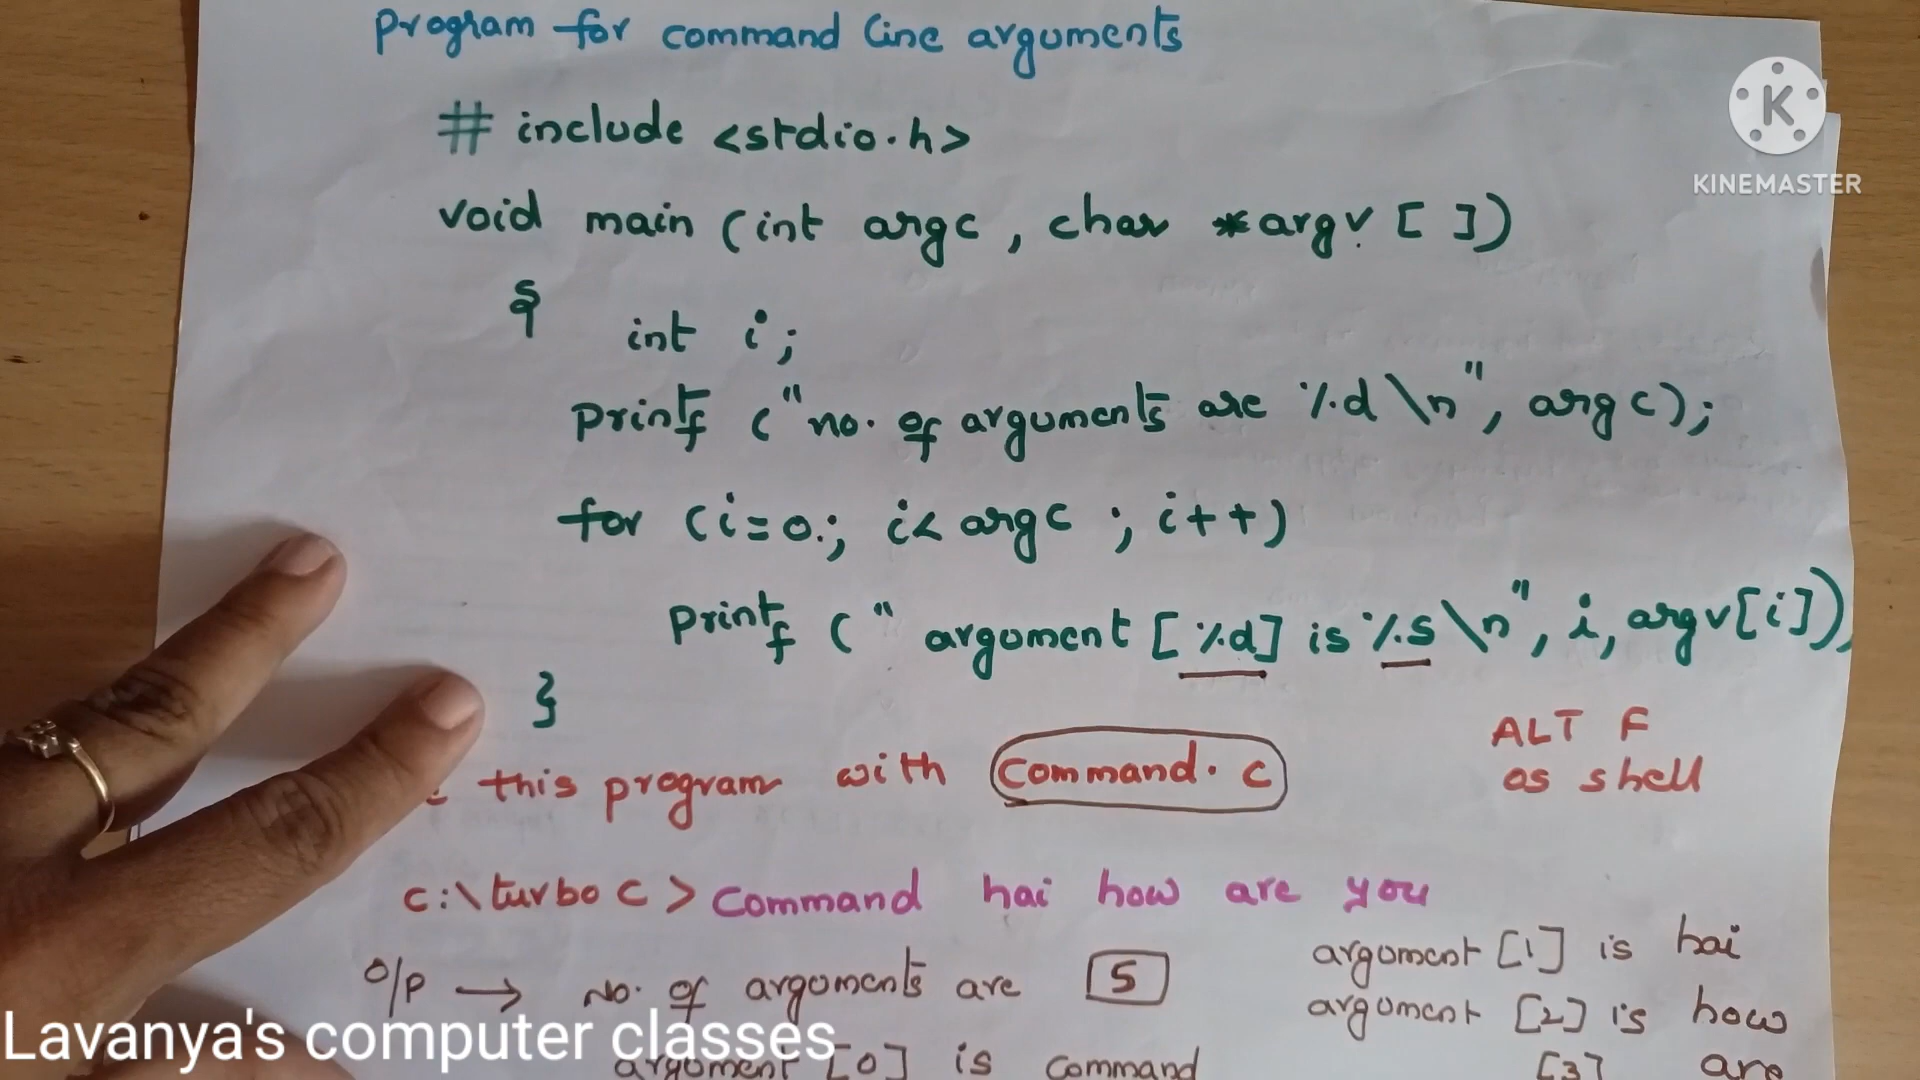 Program for command line arguments
# include <stdio.h>
void main (int argc, char *argv [ ])
{ int i;
printf ("no. of arguments are %d \n", argc);
for (i=0; i< argc ; i++)
printf (" argument [%d] is %s \n", i, argv[i]),
}
this program with command. c
ALT F
os shell
c:\turbo c> command hai how are you
O/P → No. of arguments are 5
argument [0] is command
argument [1] is hai
argument [2] is how
[3] are
K
KINEMASTER
Lavanya's computer classes